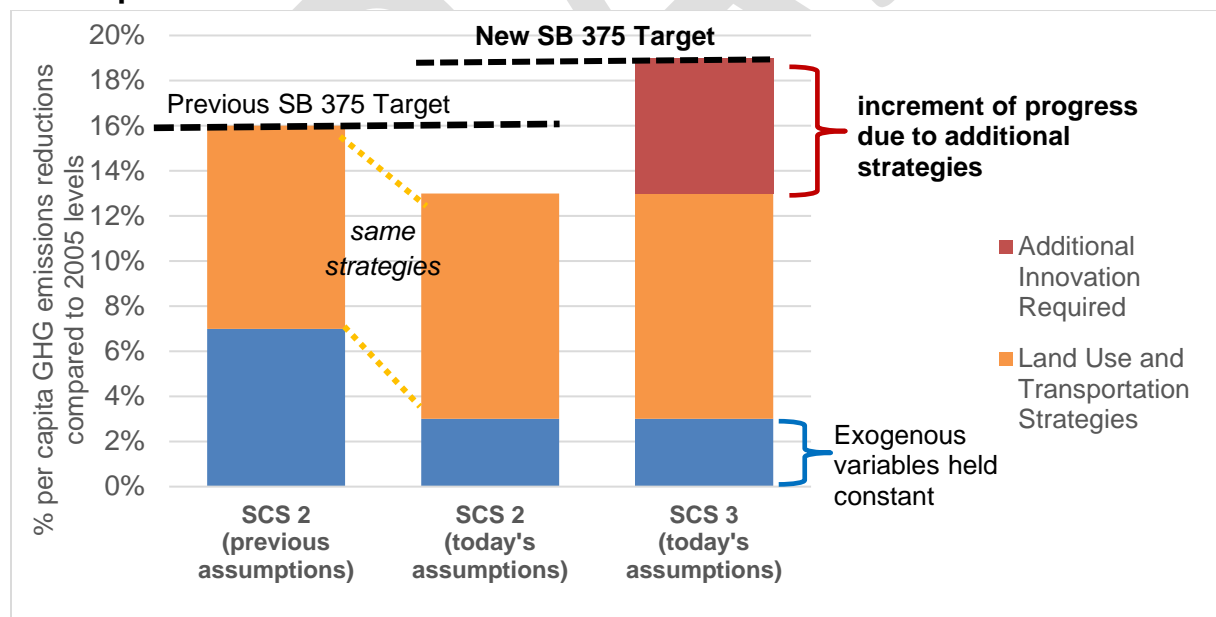 20%
18%
16%
14%
12%
10%
8%
6%
4%
2%
0%
% per capita GHG emissions reductions
compared to 2005 levels
New SB 375 Target
Previous SB 375 Target
same
strategies
increment of progress
due to additional
strategies
Additional
Innovation
Required
Land Use and
Transportation
Strategies
Exogenous
variables held
constant
SCS 2
(previous
assumptions)
SCS 2
(today's
assumptions)
SCS 3
(today's
assumptions)